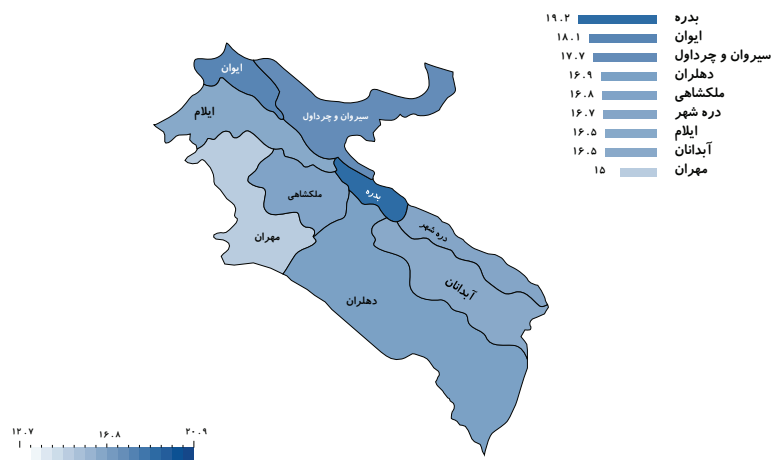 بدره ۱۹.۲
ایوان ۱۸.۱
سیروان و چرداول ۱۷.۷
دهلران ۱۶.۹
ملکشاهی ۱۶.۸
دره شهر ۱۶.۷
ایلام ۱۶.۵
آبدانان ۱۶.۵
مهران ۱۵
ایوان
ایلام
سیروان و چرداول
بدره
ملکشاهی
دره شهر
مهران
آبدانان
دهلران
۱۲.۷ ۱۶.۸ ۲۰.۹